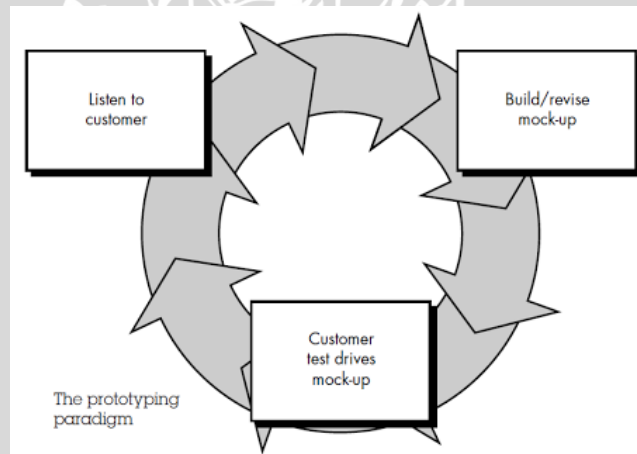 Listen to
customer
Build/revise
mock-up
Customer
test drives
mock-up
The prototyping
paradigm